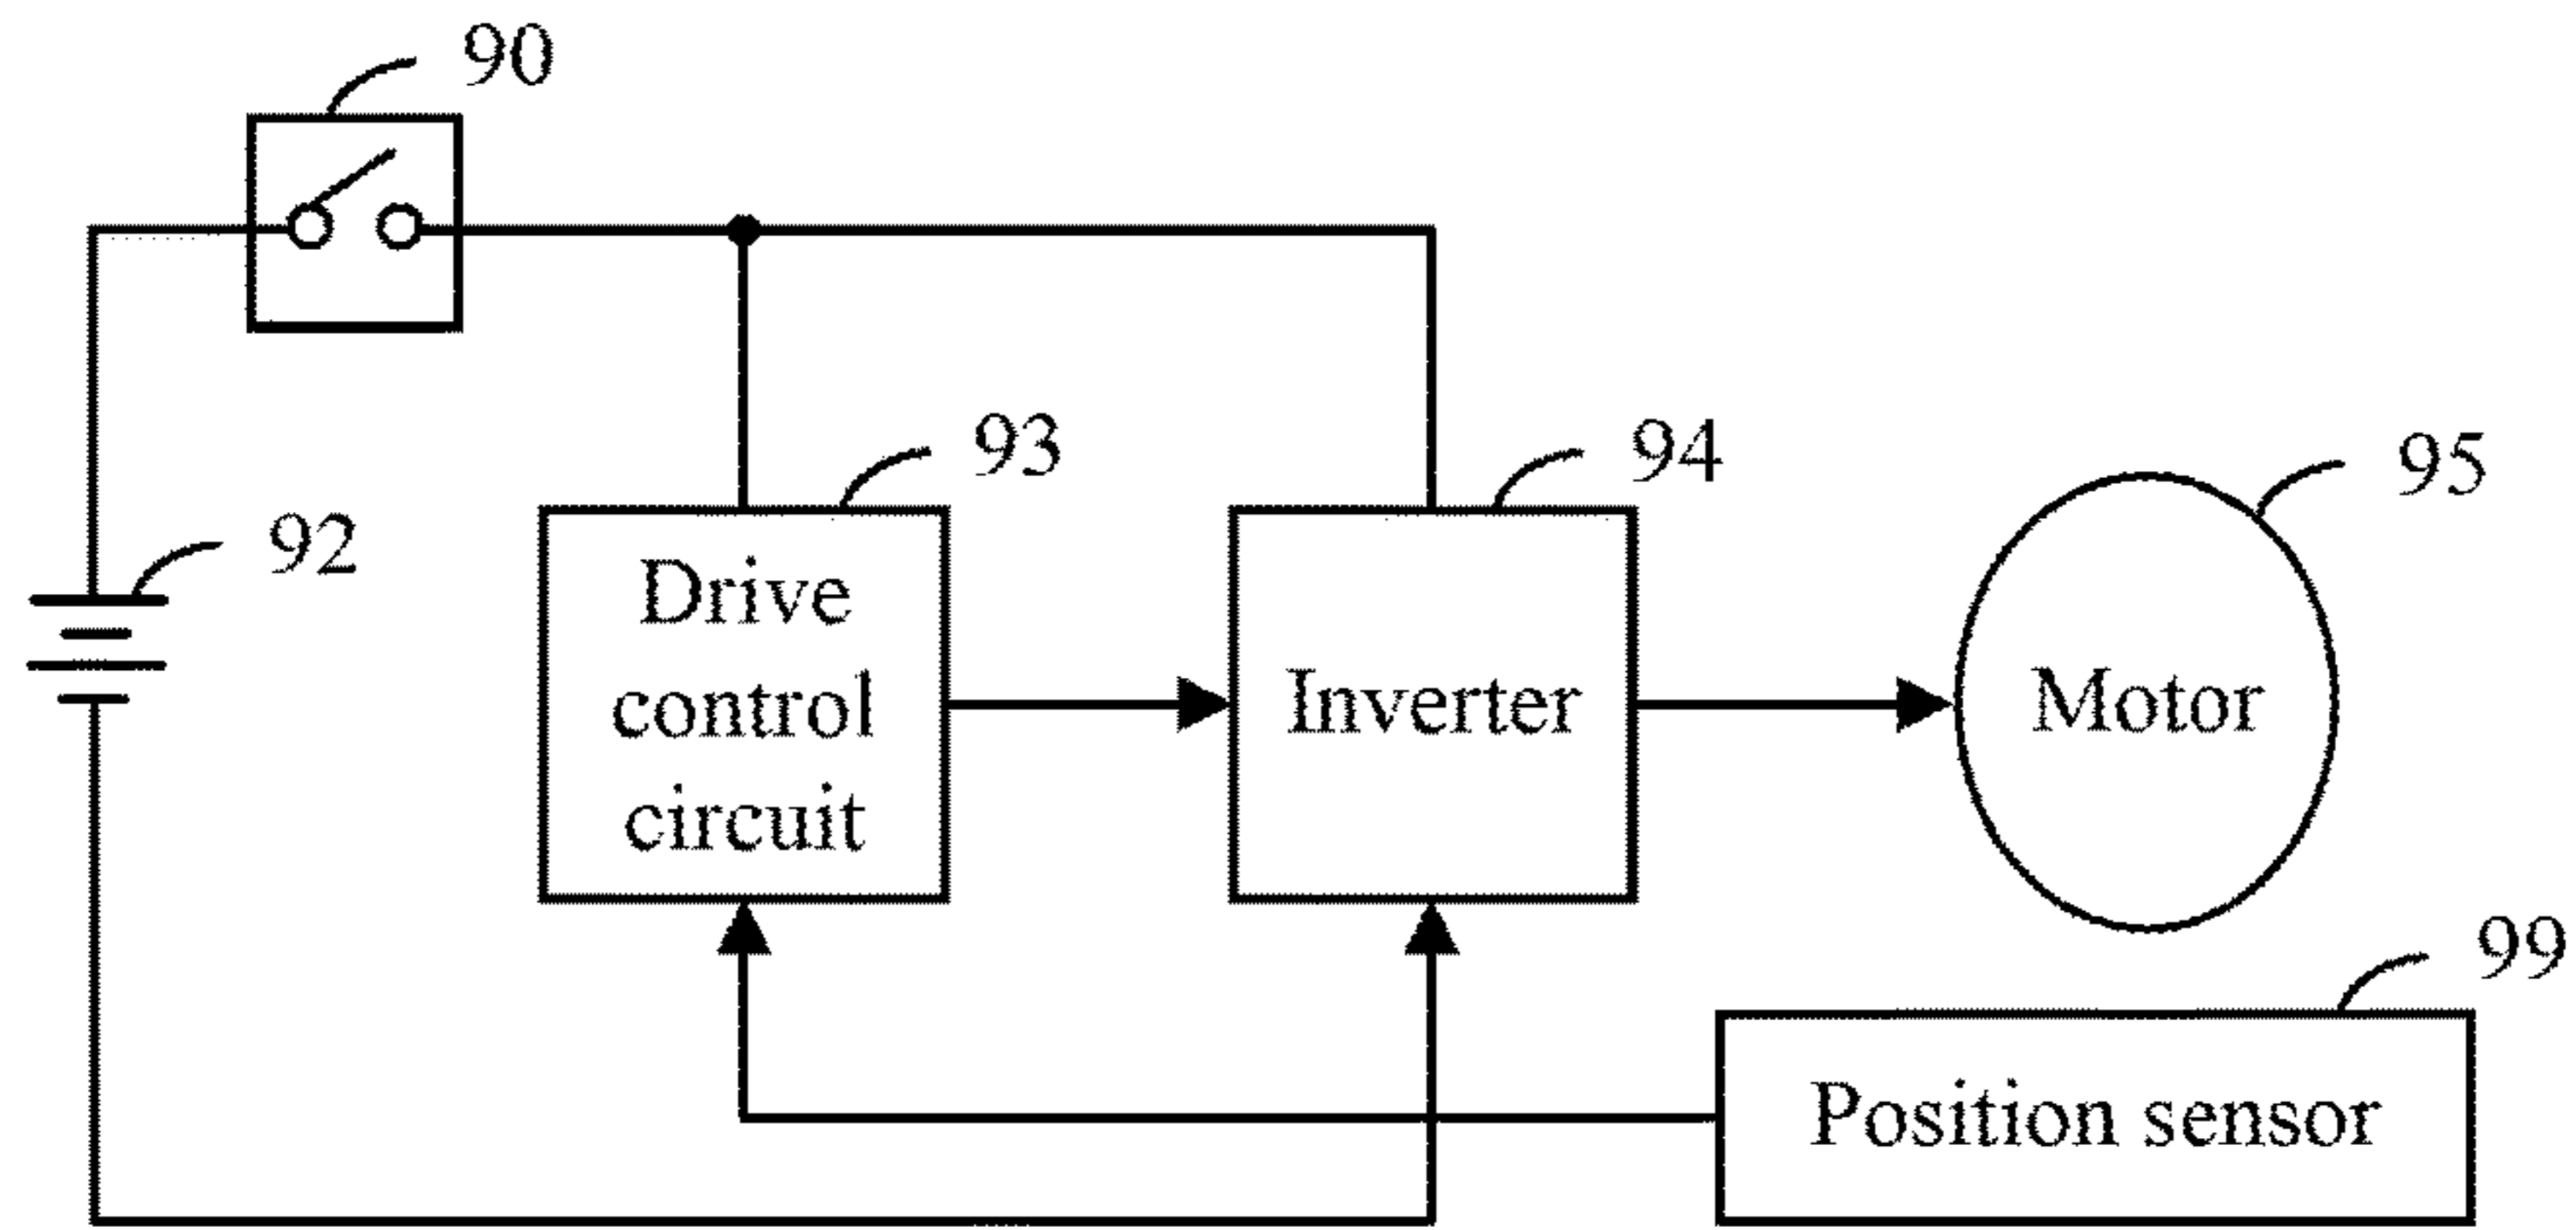 90
92
93
94
95
Drive
control
circuit
Inverter
Motor
99
Position sensor